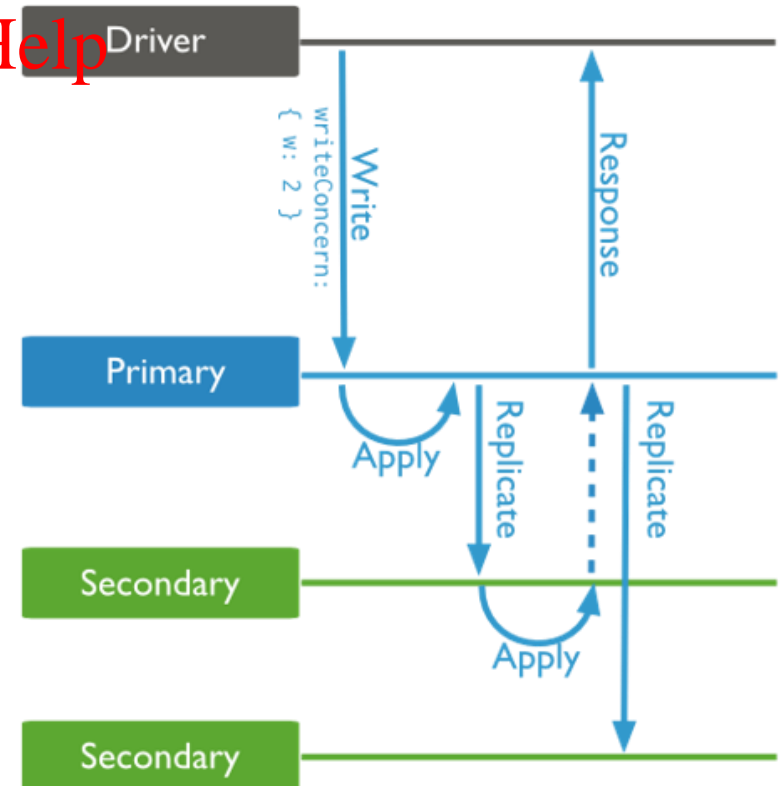 Help
Driver
Write
writeConcern:
{ w: 2 }
Response
Primary
Apply
Replicate
Replicate
Secondary
Apply
Secondary